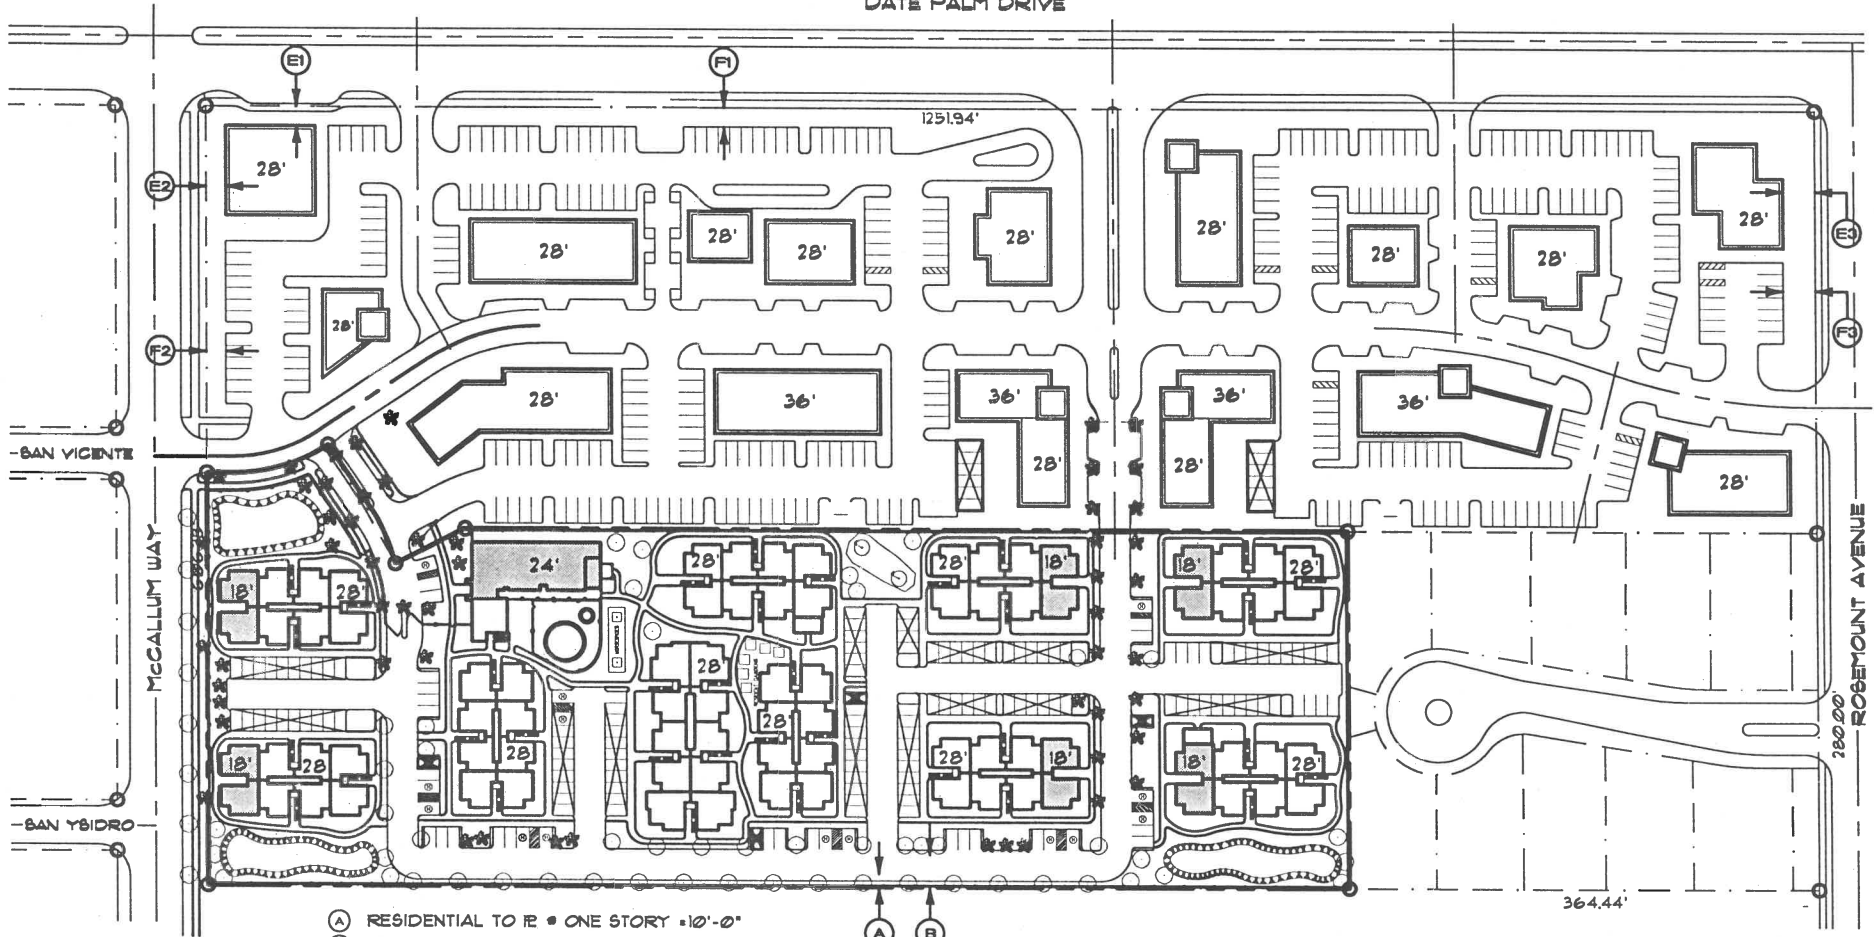 DATE PALM DRIVE
E1
F1
1251.94'
28'
E2
28'
28'
28'
28'
28'
28'
28'
28'
E3
28'
F2
F3
28'
36'
36'
36'
36'
-SAN VICENTE
28'
28'
28'
McCALLUM WAY
ROSEMOUNT AVENUE
24'
28'
28'
18'
18'
28'
18'
28'
28'
28'
28'
280.00'
18'
28
28'
18'
18'
28'
-SAN YSIDRO-
364.44'
A RESIDENTIAL TO PL @ ONE STORY =10'-0"
A
B